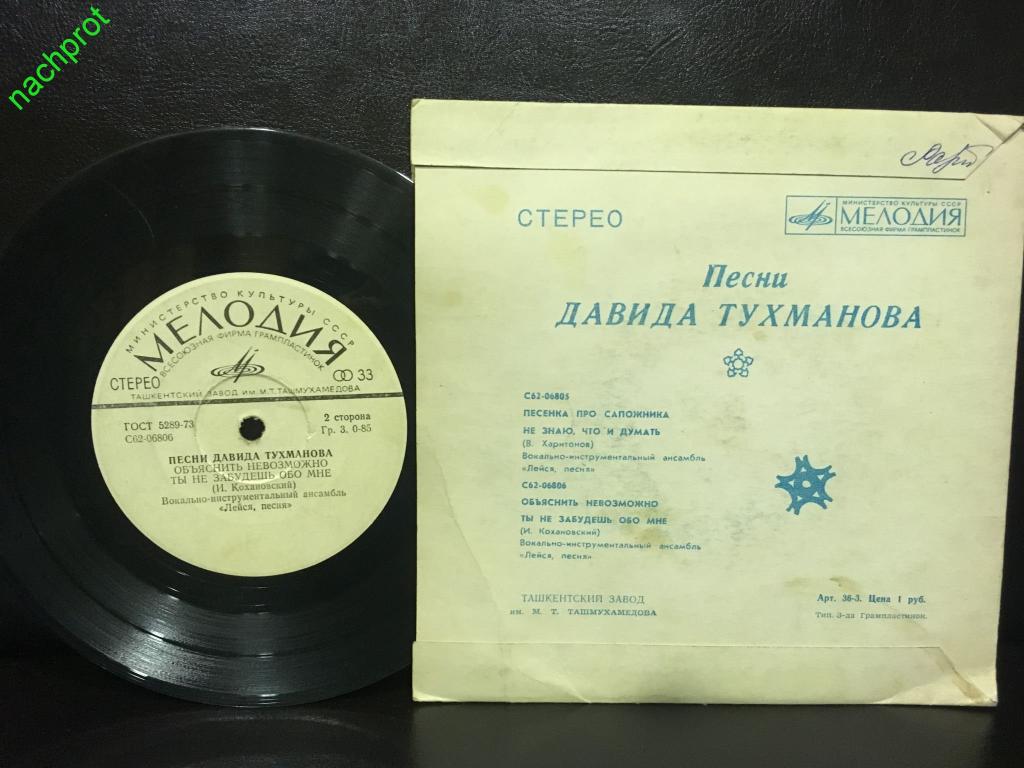 nachprot
МИНИСТЕРСТВО КУЛЬТУРЫ СССР
МЕЛОДИЯ
ВСЕСОЮЗНАЯ ФИРМА ГРАМПЛАСТИНОК
СТЕРЕО
33
ТАШКЕНТСКИЙ ЗАВОД ИМ. М.Т. ТАШМУХАМЕДОВА
ГОСТ 5289-73
С62-06806
2 сторона
Гр. 3. 0-85
ПЕСНИ ДАВИДА ТУХМАНОВА
ОБЪЯСНИТЬ НЕВОЗМОЖНО
ТЫ НЕ ЗАБУДЕШЬ ОБО МНЕ
(И. Кохановский)
Вокально-инструментальный ансамбль
«Лейся, песня»
СТЕРЕО
МИНИСТЕРСТВО КУЛЬТУРЫ СССР
МЕЛОДИЯ
ВСЕСОЮЗНАЯ ФИРМА ГРАМПЛАСТИНОК
Песни
ДАВИДА ТУХМАНОВА
С62-06805
ПЕСЕНКА ПРО САПОЖНИКА
НЕ ЗНАЮ, ЧТО И ДУМАТЬ
(В. Харитонов)
Вокально-инструментальный ансамбль
«Лейся, песня»
С62-06806
ОБЪЯСНИТЬ НЕВОЗМОЖНО
ТЫ НЕ ЗАБУДЕШЬ ОБО МНЕ
(И. Кохановский)
Вокально-инструментальный ансамбль
«Лейся, песня»
ТАШКЕНТСКИЙ ЗАВОД
им. М. Т. ТАШМУХАМЕДОВА
Арт. 36-3. Цена 1 руб.
Тип. 3-да Грампластинок.